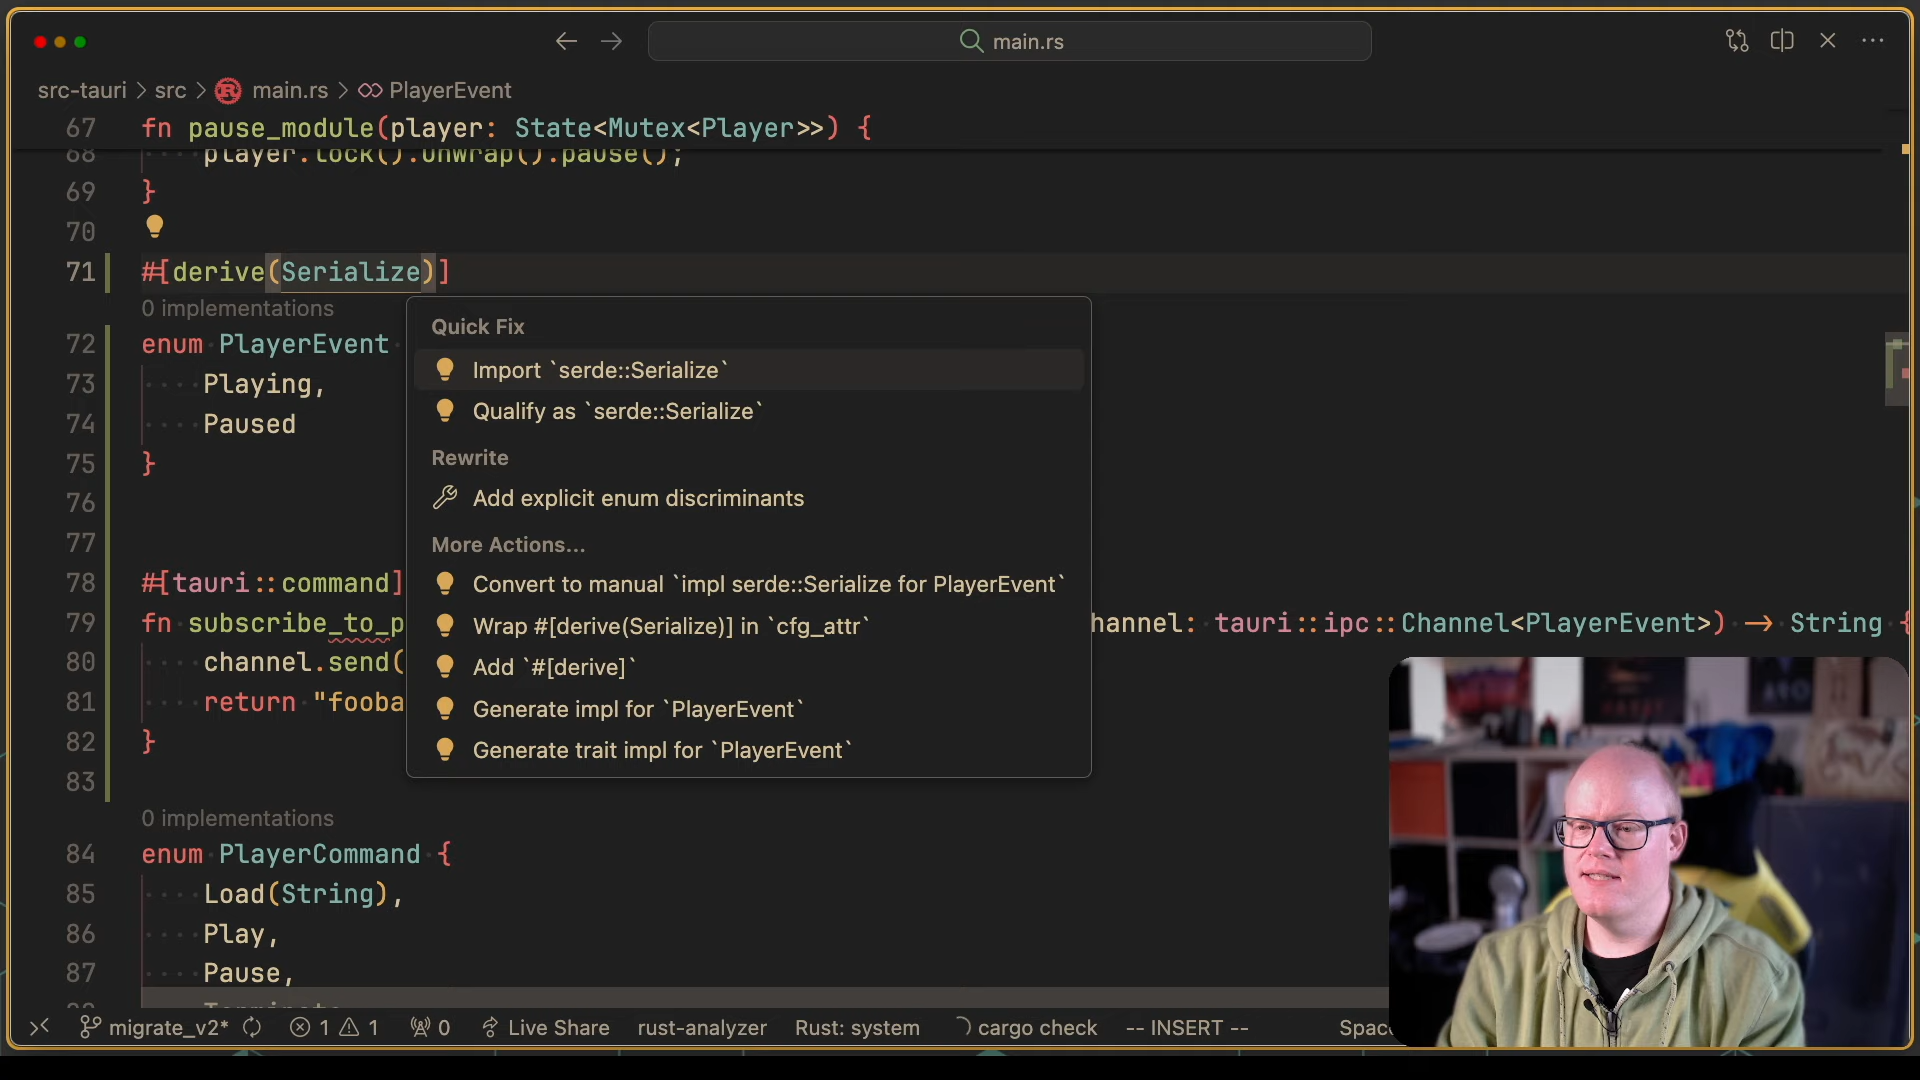 main.rs
src-tauri > src > main.rs > PlayerEvent
67 fn pause_module(player: State<Mutex<Player>>) {
68 player.lock().unwrap().pause();
69 }
70
71 #[derive(Serialize)]
0 implementations
72 enum PlayerEvent
73 Playing,
74 Paused
75 }
76
77
78 #[tauri::command]
79 fn subscribe_to_p
hannel: tauri::ipc::Channel<PlayerEvent>) → String {
80 channel.send(
81 return "fooba
82 }
83
Quick Fix
Import `serde::Serialize`
Qualify as `serde::Serialize`
Rewrite
Add explicit enum discriminants
More Actions...
Convert to manual `impl serde::Serialize for PlayerEvent`
Wrap #[derive(Serialize)] in `cfg_attr`
Add `#[derive]`
Generate impl for `PlayerEvent`
Generate trait impl for `PlayerEvent`
0 implementations
84 enum PlayerCommand {
85 Load(String),
86 Play,
87 Pause,
migrate_v2* 1 1 0 Live Share rust-analyzer Rust: system cargo check -- INSERT -- Spac